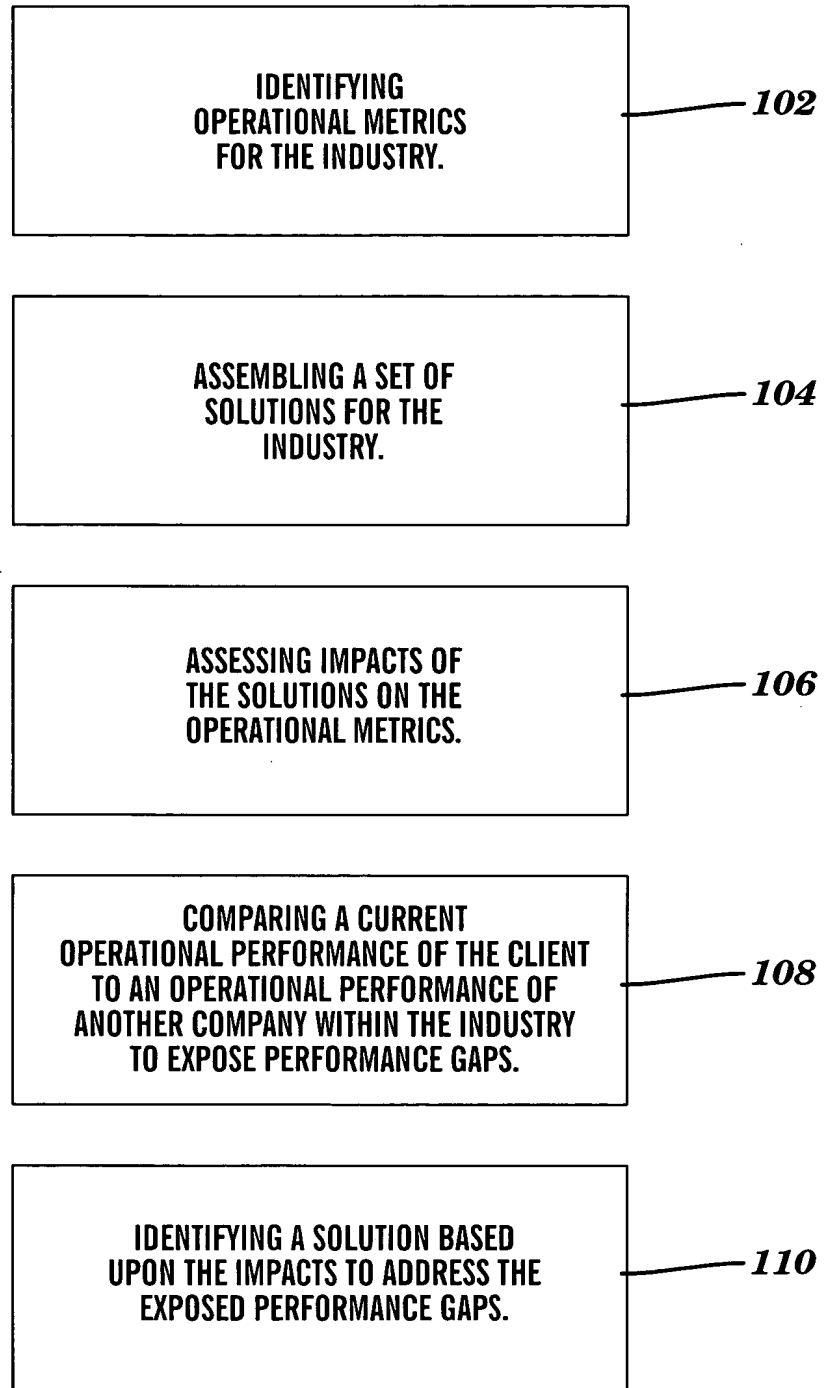 IDENTIFYING
OPERATIONAL METRICS
FOR THE INDUSTRY.
102
ASSEMBLING A SET OF
SOLUTIONS FOR THE
INDUSTRY.
104
ASSESSING IMPACTS OF
THE SOLUTIONS ON THE
OPERATIONAL METRICS.
106
COMPARING A CURRENT
OPERATIONAL PERFORMANCE OF THE CLIENT
TO AN OPERATIONAL PERFORMANCE OF
ANOTHER COMPANY WITHIN THE INDUSTRY
TO EXPOSE PERFORMANCE GAPS.
108
IDENTIFYING A SOLUTION BASED
UPON THE IMPACTS TO ADDRESS THE
EXPOSED PERFORMANCE GAPS.
110